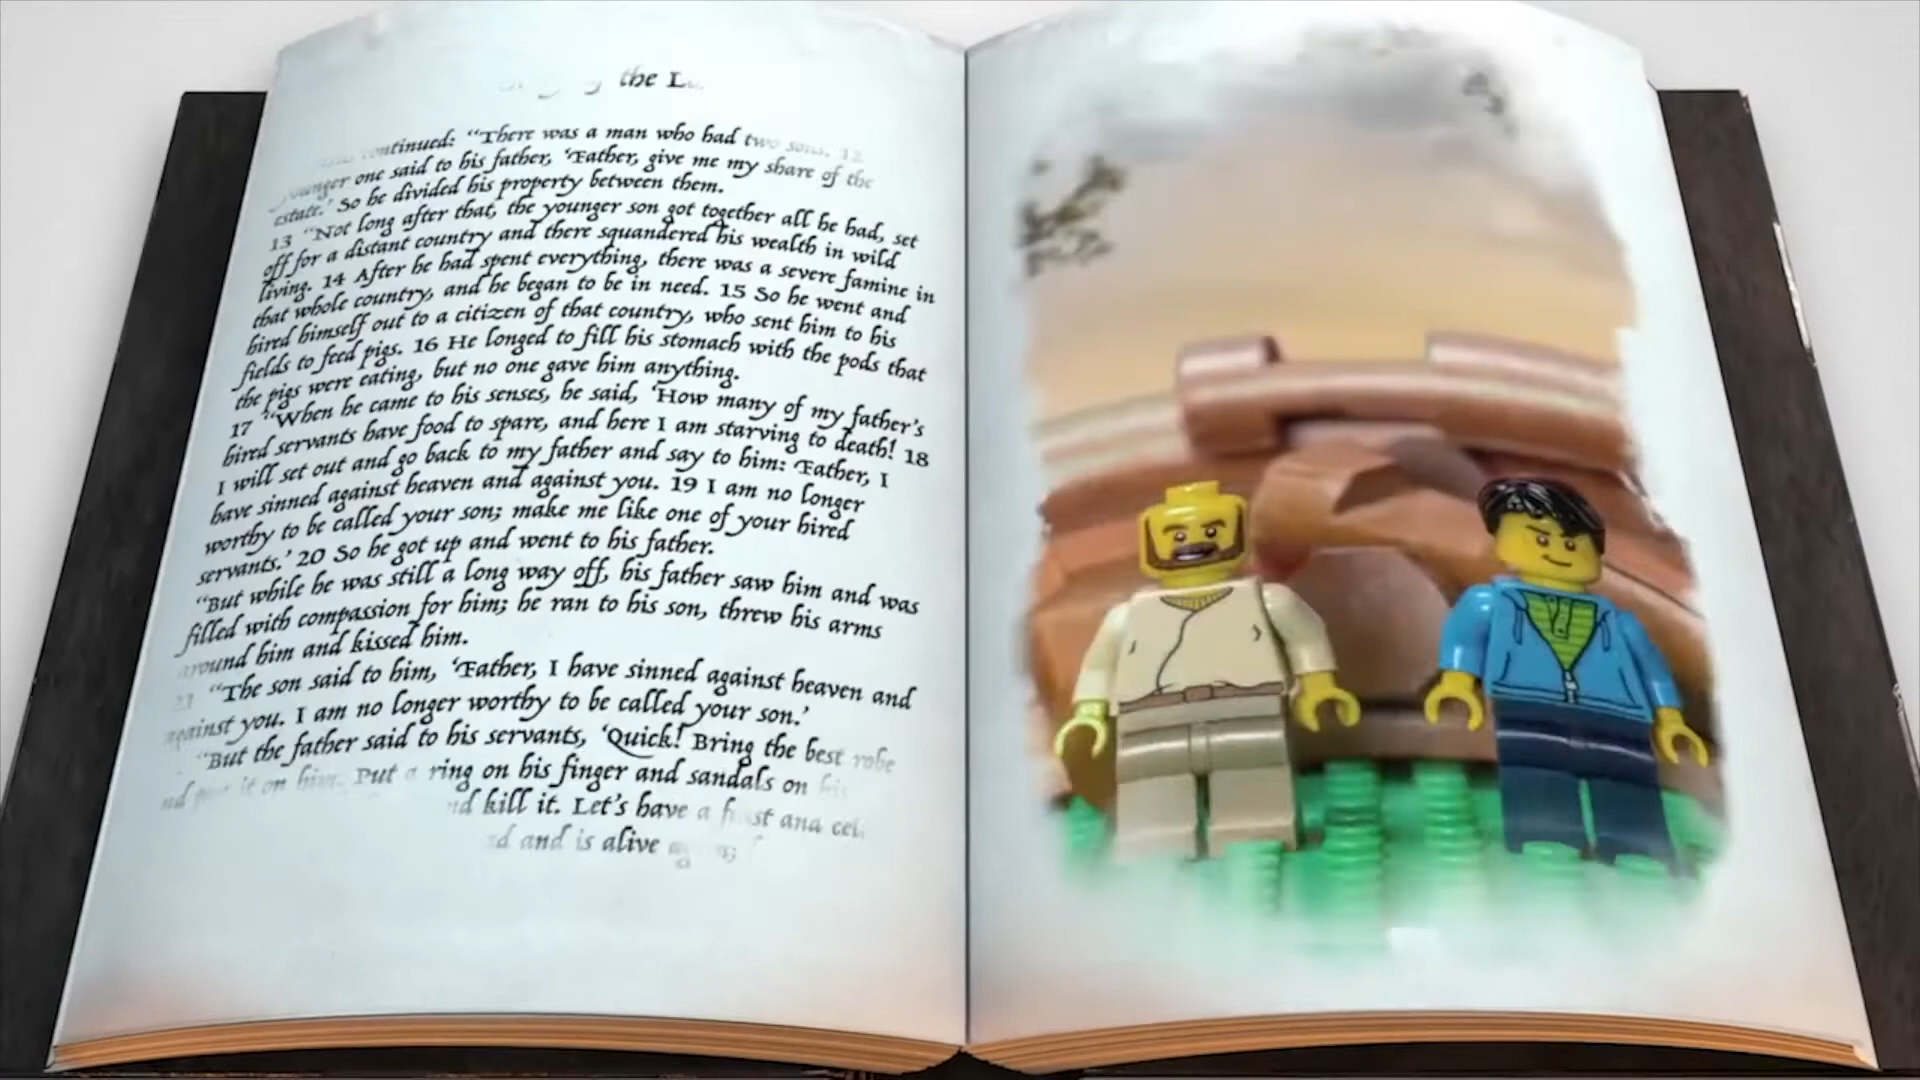 the
continued: “There was a man who had two sons. 12
younger one said to his father, ‘Father, give me my share of the
estate.’ So he divided his property between them.
13 “Not long after that, the younger son got together all he had, set
off for a distant country and there squandered his wealth in wild
living. 14 After he had spent everything, there was a severe famine in
that whole country, and he began to be in need. 15 So he went and
hired himself out to a citizen of that country, who sent him to his
fields to feed pigs. 16 He longed to fill his stomach with the pods that
the pigs were eating, but no one gave him anything.
17 “When he came to his senses, he said, ‘How many of my father’s
hired servants have food to spare, and here I am starving to death! 18
I will set out and go back to my father and say to him: Father, I
have sinned against heaven and against you. 19 I am no longer
worthy to be called your son; make me like one of your hired
servants.’ 20 So he got up and went to his father.
“But while he was still a long way off, his father saw him and was
filled with compassion for him; he ran to his son, threw his arms
around him and kissed him.
21 “The son said to him, ‘Father, I have sinned against heaven and
against you. I am no longer worthy to be called your son.’
“But the father said to his servants, ‘Quick! Bring the best robe
and put it on him. Put a ring on his finger and sandals on his
kill it. Let’s have a feast and
and is alive again;